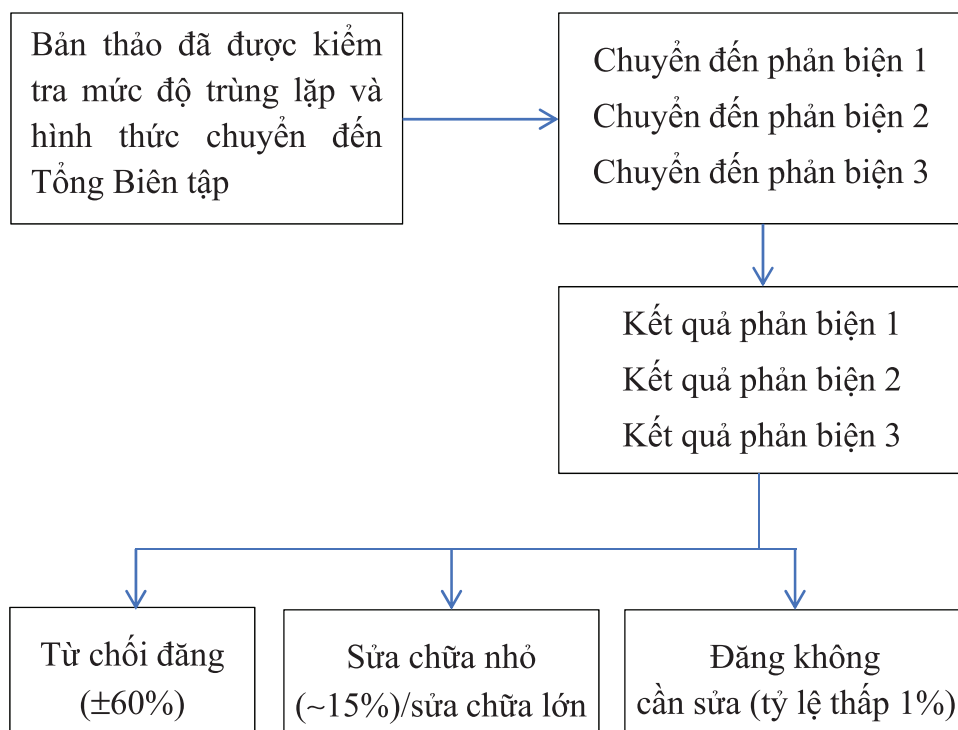 Bản thảo đã được kiểm
tra mức độ trùng lặp và
hình thức chuyển đến
Tổng Biên tập
Chuyển đến phản biện 1
Chuyển đến phản biện 2
Chuyển đến phản biện 3
Kết quả phản biện 1
Kết quả phản biện 2
Kết quả phản biện 3
Từ chối đăng
(±60%)
Sửa chữa nhỏ
(~15%)/sửa chữa lớn
Đăng không
cần sửa (tỷ lệ thấp 1%)